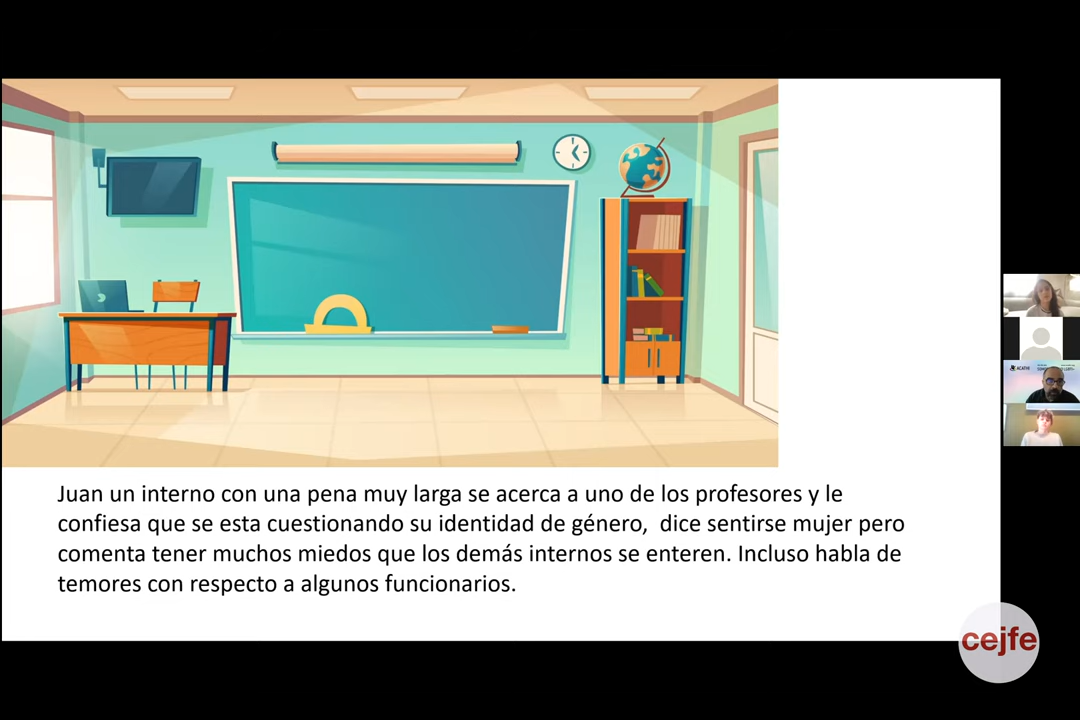 Juan un interno con una pena muy larga se acerca a uno de los profesores y le
confiesa que se esta cuestionando su identidad de género,  dice sentirse mujer pero
comenta tener muchos miedos que los demás internos se enteren. Incluso habla de
temores con respecto a algunos funcionarios.
ACATHI
cejfe